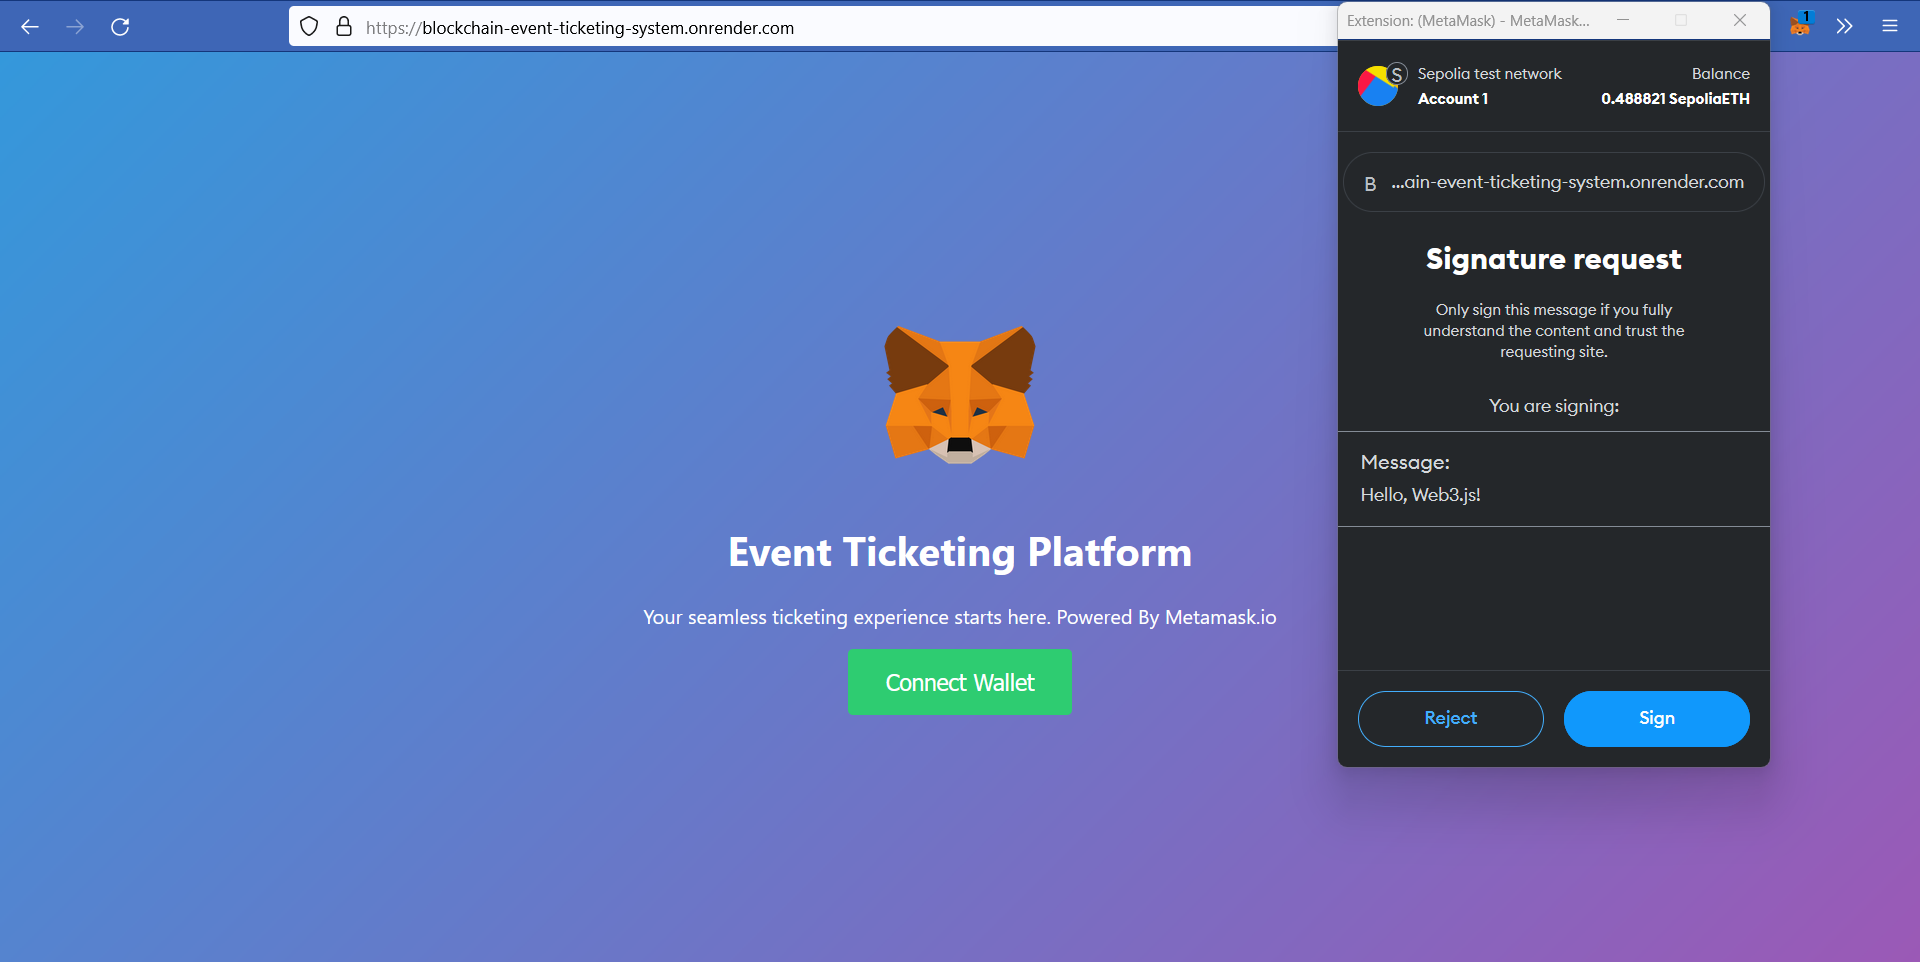 https://blockchain-event-ticketing-system.onrender.com
Event Ticketing Platform
Your seamless ticketing experience starts here. Powered By Metamask.io
Connect Wallet
Extension: (MetaMask) - MetaMask...
1
S
Sepolia test network
Balance
Account 1
0.488821 SepoliaETH
B
...ain-event-ticketing-system.onrender.com
Signature request
Only sign this message if you fully
understand the content and trust the
requesting site.
You are signing:
Message:
Hello, Web3.js!
Reject
Sign